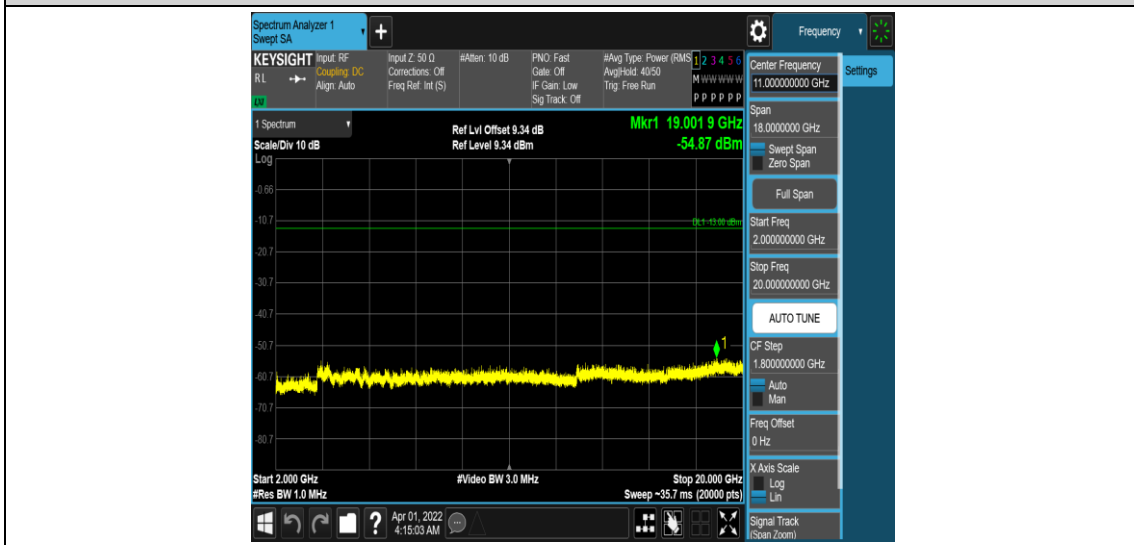 Spectrum Analyzer 1
Swept SA
+
Frequency
KEYSIGHT
RL
Input: RF
Coupling: DC
Align: Auto
Input Z: 50 Ω
Corrections: Off
Freq Ref: Int (S)
#Atten: 10 dB
PNO: Fast
Gate: Off
IF Gain: Low
Sig Track: Off
#Avg Type: Power (RMS
Avg|Hold: 40/50
Trig: Free Run
1 2 3 4 5 6
M W W W W W
P P P P P P
1 Spectrum
Scale/Div 10 dB
Ref Lvl Offset 9.34 dB
Ref Level 9.34 dBm
Mkr1 19.001 9 GHz
-54.87 dBm
Log
-0.66
-10.7
-20.7
-30.7
-40.7
-50.7
-60.7
-70.7
-80.7
DL1 -13.00 dBm
1
Start 2.000 GHz
#Res BW 1.0 MHz
#Video BW 3.0 MHz
Stop 20.000 GHz
Sweep ~35.7 ms (20000 pts)
?
Apr 01, 2022
4:15:03 AM
Center Frequency
11.000000000 GHz
Settings
Span
18.0000000 GHz
Swept Span
Zero Span
Full Span
Start Freq
2.000000000 GHz
Stop Freq
20.000000000 GHz
AUTO TUNE
CF Step
1.800000000 GHz
Auto
Man
Freq Offset
0 Hz
X Axis Scale
Log
Lin
Signal Track
(Span Zoom)